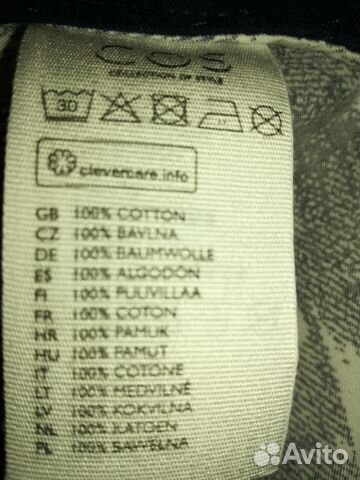 COS
COLLECTION OF STYLE
30
clevercare.info
GB 100% COTTON
CZ 100% BAVLNA
DE 100% BAUMWOLLE
ES 100% ALGODÓN
FI 100% PUUVILLAA
FR 100% COTON
HR 100% PAMUK
HU 100% PAMUT
IT 100% COTONE
LT 100% MEDVILNĖ
LV 100% KOKVILNA
NL 100% KATOEN
PL 100% BAWEŁNA
Avito